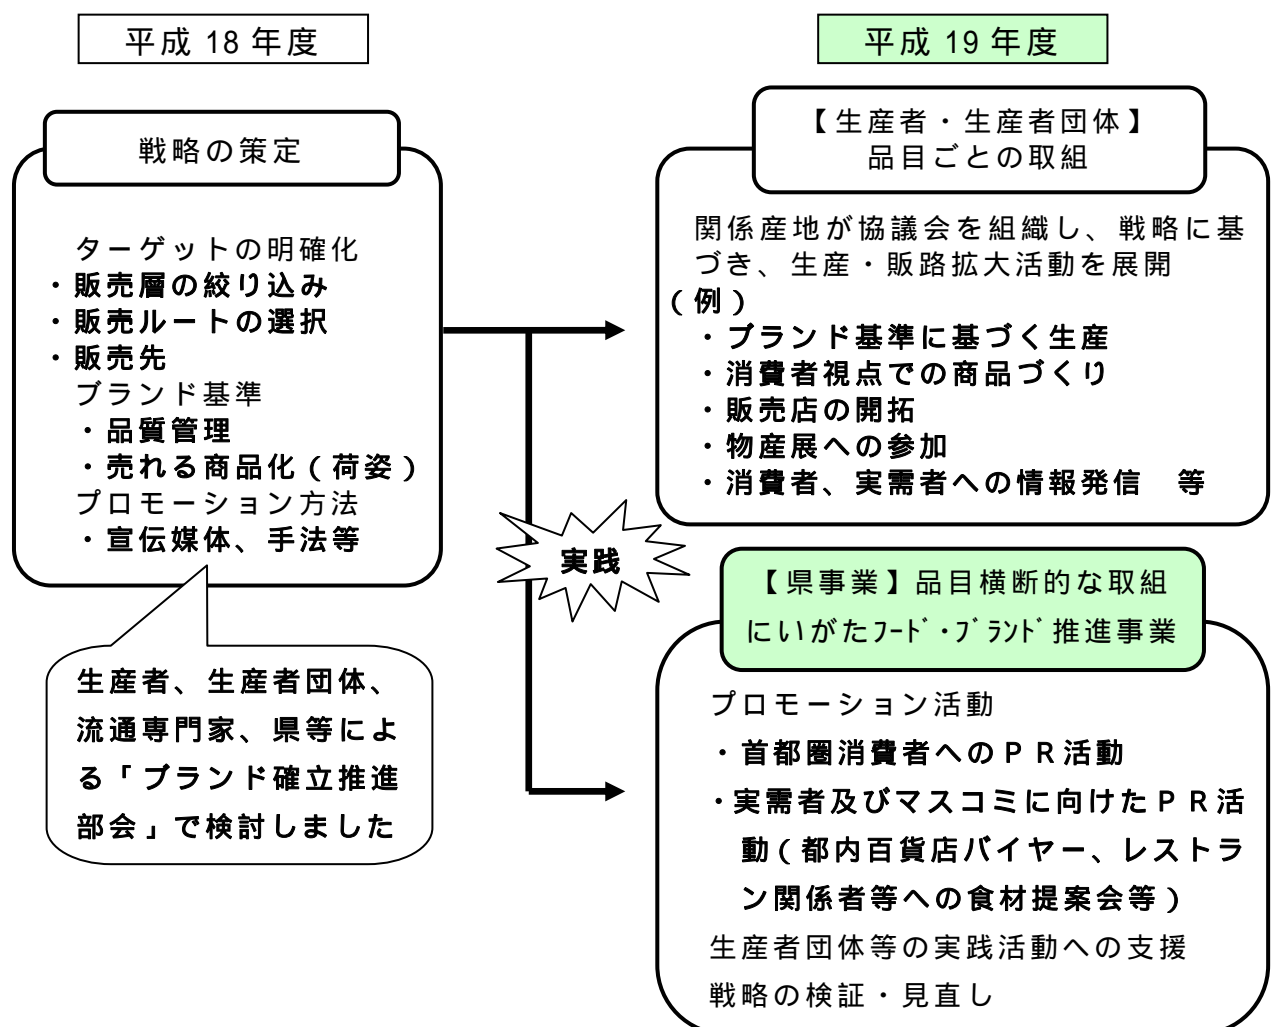 平成 18 年度
戦略の策定
ターゲットの明確化
・販売層の絞り込み
・販売ルートの選択
・販売先
ブランド基準
・品質管理
・売れる商品化（荷姿）
プロモーション方法
・宣伝媒体、手法等
生産者、生産者団体、
流通専門家、県等によ
る「ブランド確立推進
部会」で検討しました
実践
平成 19 年度
【生産者・生産者団体】
品目ごとの取組
関係産地が協議会を組織し、戦略に基
づき、生産・販路拡大活動を展開
（例）
・ブランド基準に基づく生産
・消費者視点での商品づくり
・販売店の開拓
・物産展への参加
・消費者、実需者への情報発信　等
【県事業】品目横断的な取組
にいがたﾌｰﾄﾞ･ﾌﾞﾗﾝﾄﾞ推進事業
プロモーション活動
・首都圏消費者へのＰＲ活動
・実需者及びマスコミに向けたＰＲ活
動（都内百貨店バイヤー、レストラ
ン関係者等への食材提案会等）
生産者団体等の実践活動への支援
戦略の検証・見直し